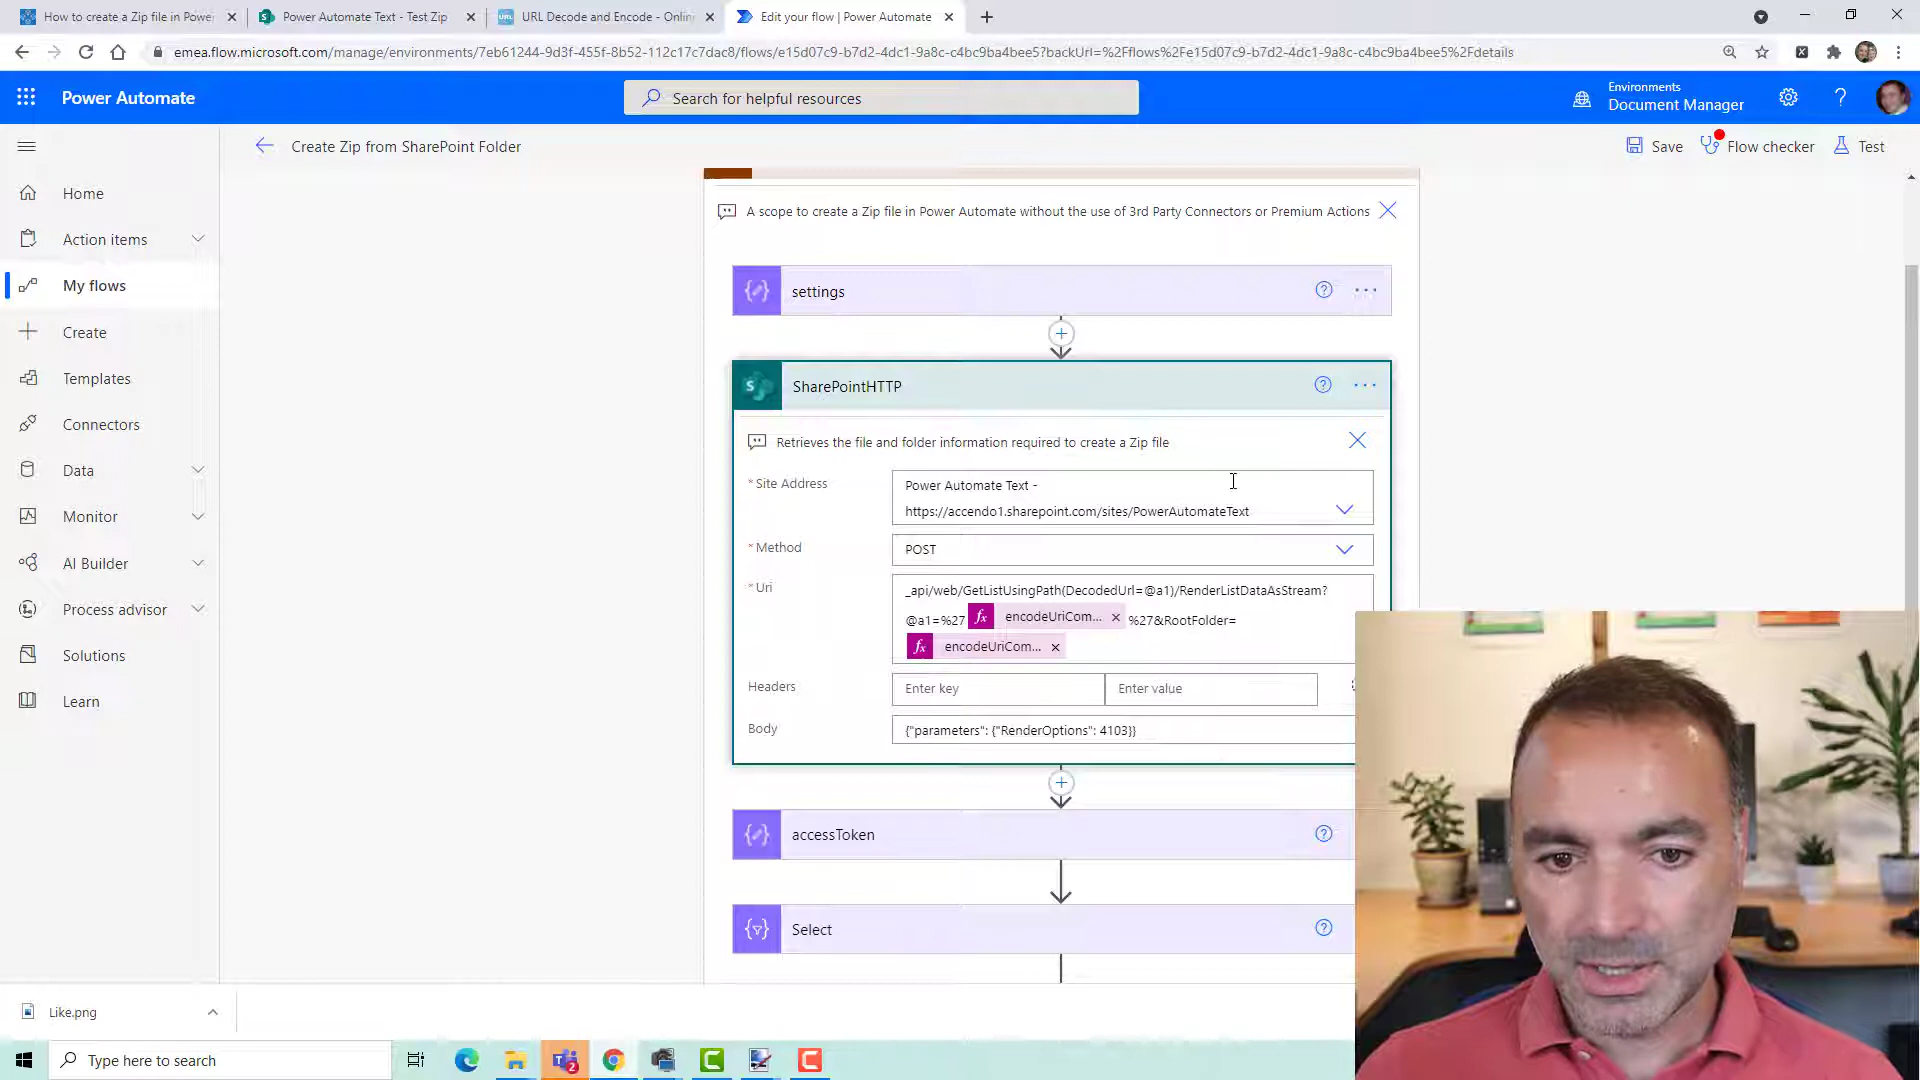 How to create a Zip file in Power
Power Automate Text - Test Zip
URL Decode and Encode - Onlin
Edit your flow | Power Automate
emea.flow.microsoft.com/manage/environments/7eb61244-9d3f-455f-8b52-112c17c7dac8/flows/e15d07c9-b7d2-4dc1-9a8c-c4bc9ba4bee5?backUrl=%2Fflows%2Fe15d07c9-b7d2-4dc1-9a8c-c4bc9ba4bee5%2Fdetails
Power Automate
Search for helpful resources
Environments
Document Manager
Create Zip from SharePoint Folder
Save
Flow checker
Test
Home
Action items
My flows
Create
Templates
Connectors
Data
Monitor
AI Builder
Process advisor
Solutions
Learn
A scope to create a Zip file in Power Automate without the use of 3rd Party Connectors or Premium Actions
settings
SharePointHTTP
Retrieves the file and folder information required to create a Zip file
* Site Address
Power Automate Text -
https://accendo1.sharepoint.com/sites/PowerAutomateText
* Method
POST
* Uri
_api/web/GetListUsingPath(DecodedUrl=@a1)/RenderListDataAsStream?
@a1=%27 fx encodeUriCom... × %27&RootFolder=
fx encodeUriCom... ×
Headers
Enter key
Enter value
Body
{"parameters": {"RenderOptions": 4103}}
accessToken
Select
Like.png
Type here to search